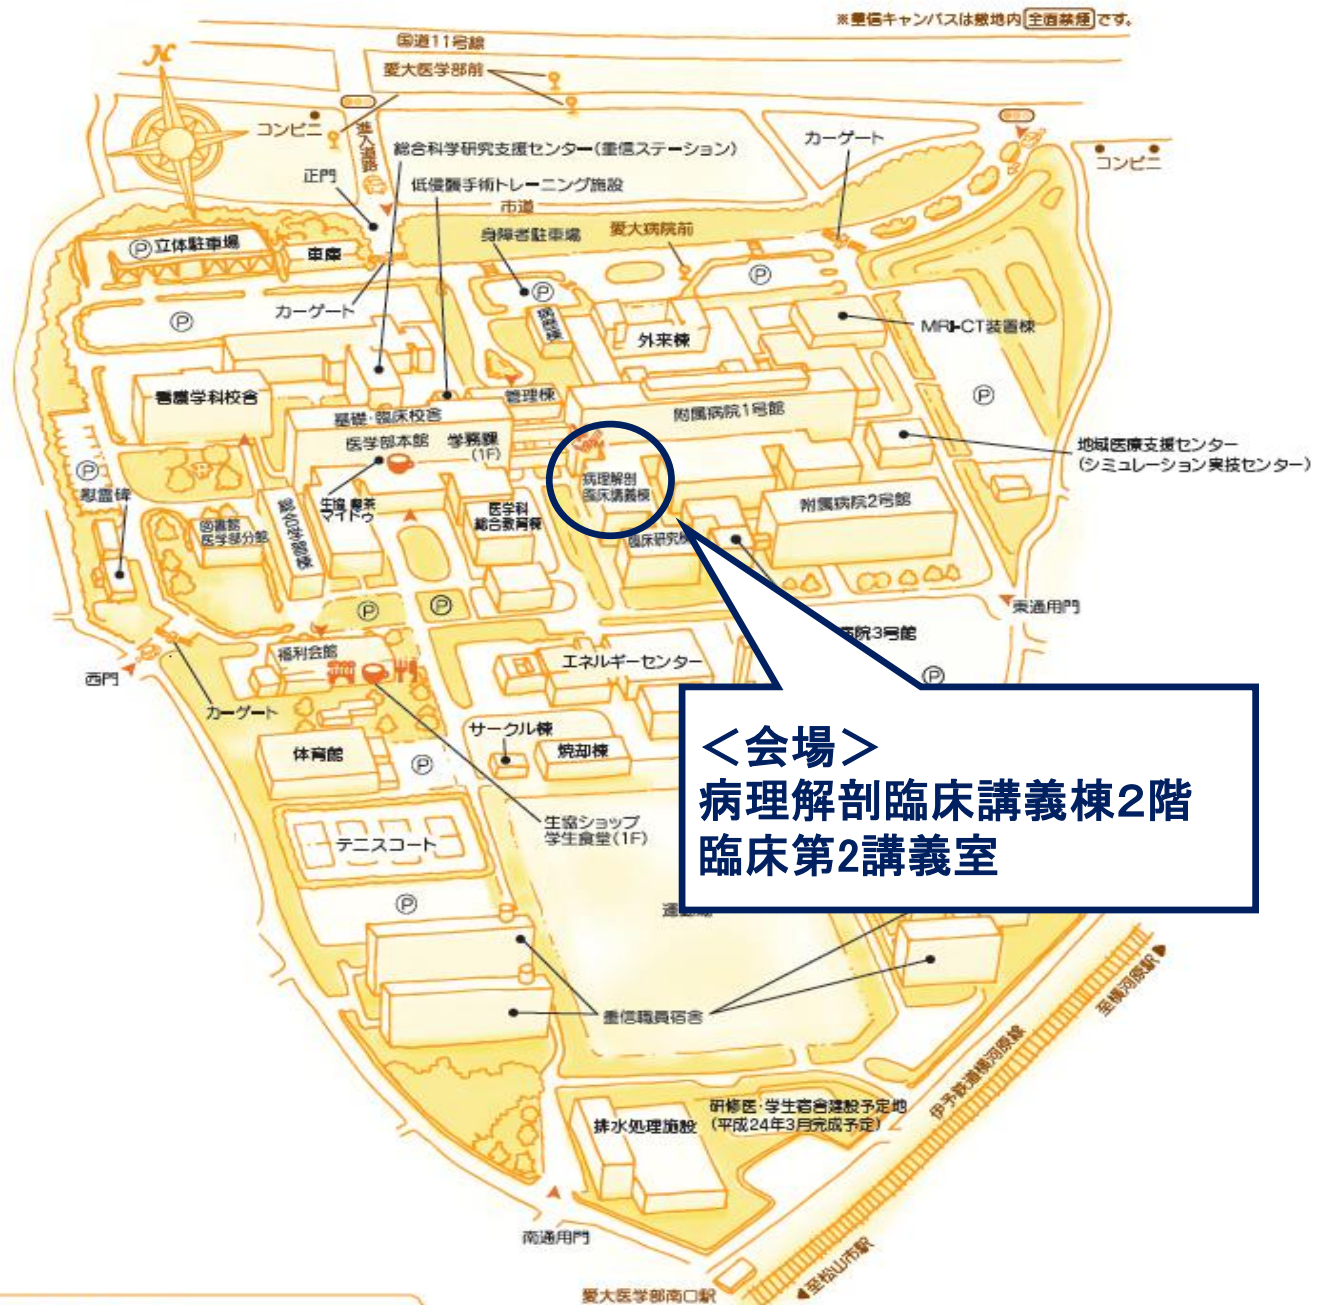 ※重信キャンパスは敷地内全面禁煙です。
国道11号線
愛大医学部前
コンビニ
進入道路
総合科学研究支援センター(重信ステーション)
カーゲート
コンビニ
正門
低侵襲手術トレーニング施設
市道
身障者駐車場
愛大病院前
P立体駐車場
車庫
カーゲート
P
P
P
外来棟
MRI-CT装置棟
看護学科校舎
管理棟
附属病院1号館
P
基礎・臨床校舎
医学部本館 学務課
(1F)
地域医療支援センター
(シミュレーション実技センター)
P
慰霊碑
病理解剖
臨床講義棟
生協 喫茶
マイドゥ
医学科
総合教育棟
附属病院2号館
図書館
医学部分館
臨床研究棟
P
P
東通用門
病院3号館
福利会館
エネルギーセンター
P
西門
カーゲート
サークル棟
焼却棟
体育館
P
<会場>
病理解剖臨床講義棟2階
臨床第2講義室
生協ショップ
学生食堂(1F)
テニスコート
P
重信職員宿舎
至横河原駅
伊予鉄道横河原線
研修医・学生宿舎建設予定地
(平成24年3月完成予定)
排水処理施設
南通用門
至松山市駅
愛大医学部南口駅